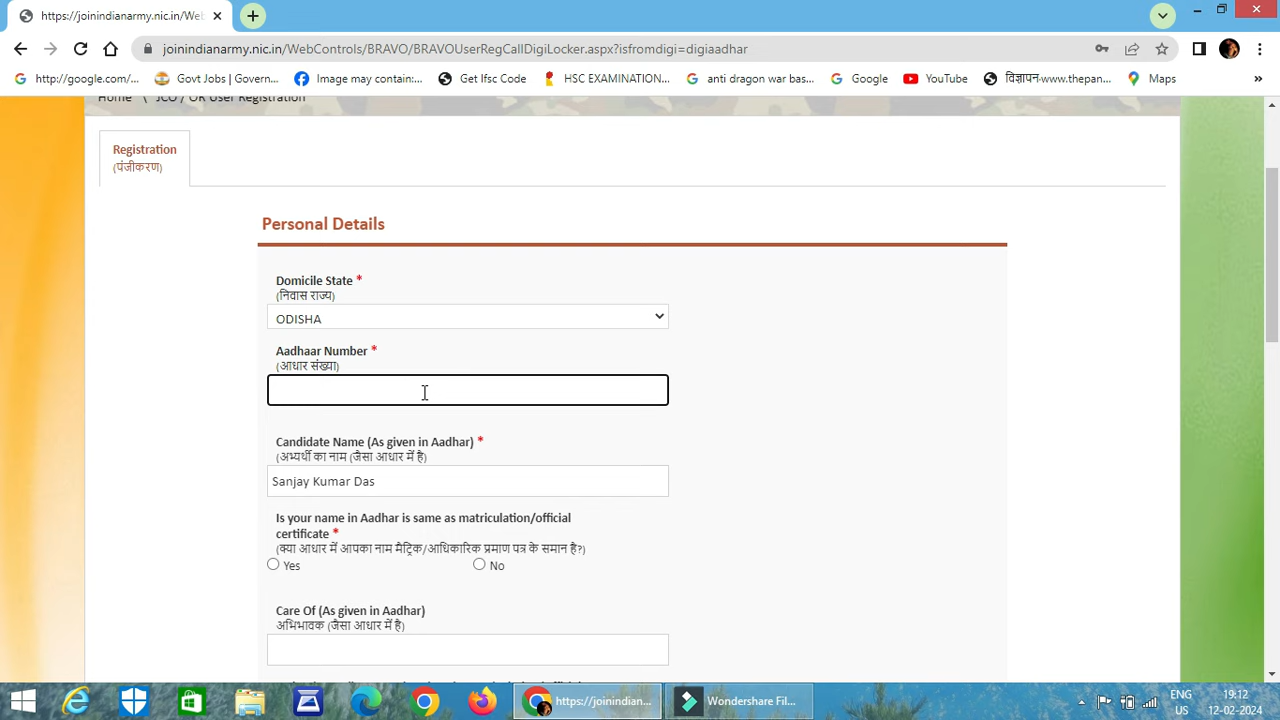 https://joinindianarmy.nic.in/We
joinindianarmy.nic.in/WebControls/BRAVO/BRAVOUserRegCallDigiLocker.aspx?isfromdigi=digiaadhar
http://google.com/... Govt Jobs | Govern... Image may contain:... Get Ifsc Code HSC EXAMINATION... anti dragon war bas... Google YouTube विज्ञापन·www.thepan... Maps »
Home \ JCO / OR User Registration
Registration
(पंजीकरण)
Personal Details
Domicile State *
(निवास राज्य)
ODISHA
Aadhaar Number *
(आधार संख्या)
Candidate Name (As given in Aadhar) *
(अभ्यर्थी का नाम (जैसा आधार में है)
Sanjay Kumar Das
Is your name in Aadhar is same as matriculation/official
certificate *
(क्या आधार में आपका नाम मैट्रिक/आधिकारिक प्रमाण पत्र के समान है?)
Yes No
Care Of (As given in Aadhar)
अभिभावक (जैसा आधार में है)
https://joinindian... Wondershare Fil... ENG 19:12
US 12-02-2024